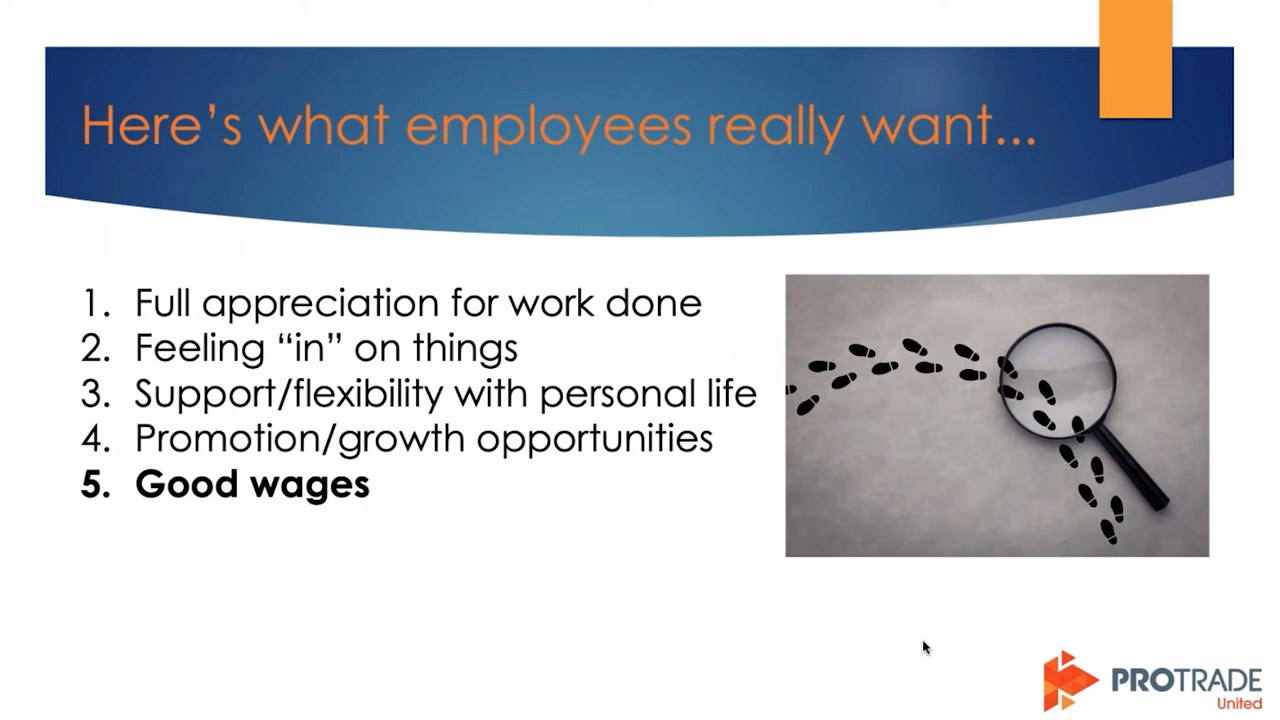 Here’s what employees really want...
1. Full appreciation for work done
2. Feeling “in” on things
3. Support/flexibility with personal life
4. Promotion/growth opportunities
5. Good wages
PROTRADE
United